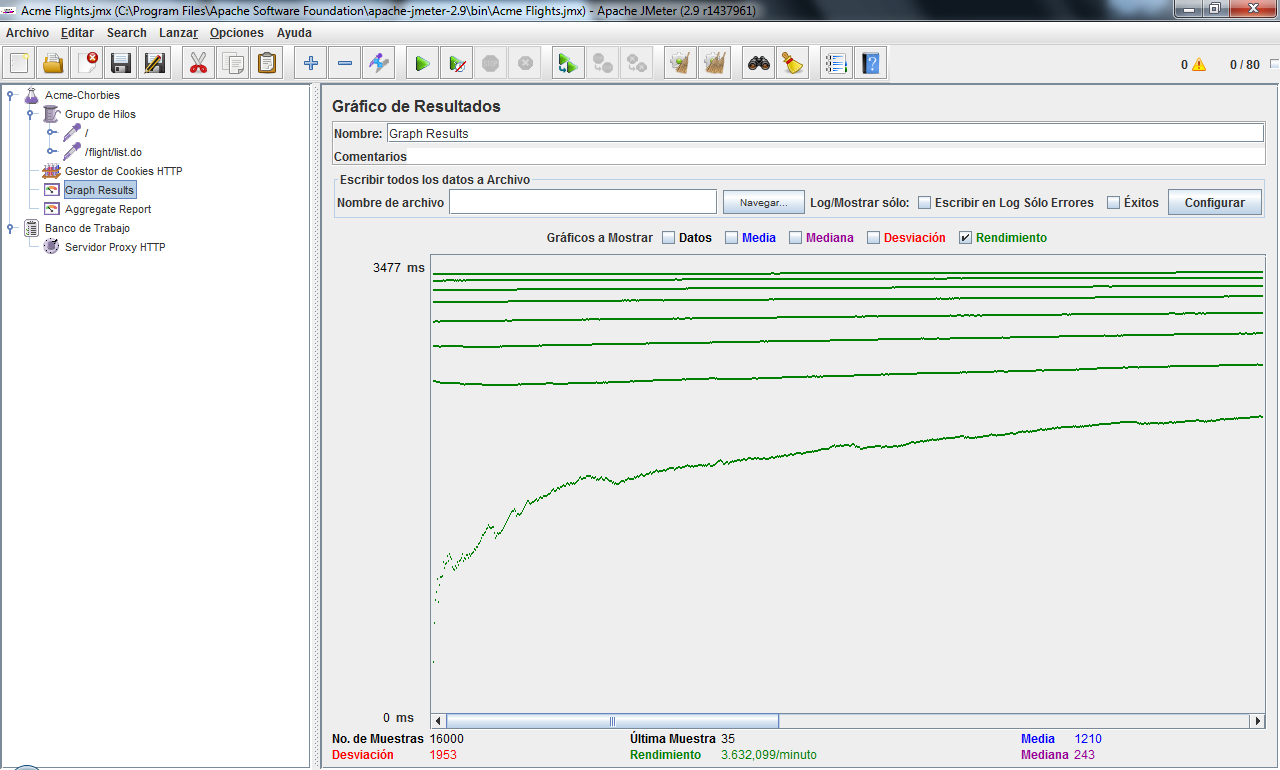 Acme Flights.jmx (C:\Program Files\Apache Software Foundation\apache-jmeter-2.9\bin\Acme Flights.jmx) - Apache JMeter (2.9 r1437961)
Archivo Editar Search Lanzar Opciones Ayuda
0 0 / 80
Acme-Chorbies
Grupo de Hilos
/
/flight/list.do
Gestor de Cookies HTTP
Graph Results
Aggregate Report
Banco de Trabajo
Servidor Proxy HTTP
Gráfico de Resultados
Nombre: Graph Results
Comentarios
Escribir todos los datos a Archivo
Nombre de archivo Navegar... Log/Mostrar sólo: Escribir en Log Sólo Errores Éxitos Configurar
Gráficos a Mostrar Datos Media Mediana Desviación Rendimiento
3477 ms
0 ms
No. de Muestras 16000 Última Muestra 35 Media 1210
Desviación 1953 Rendimiento 3.632,099/minuto Mediana 243